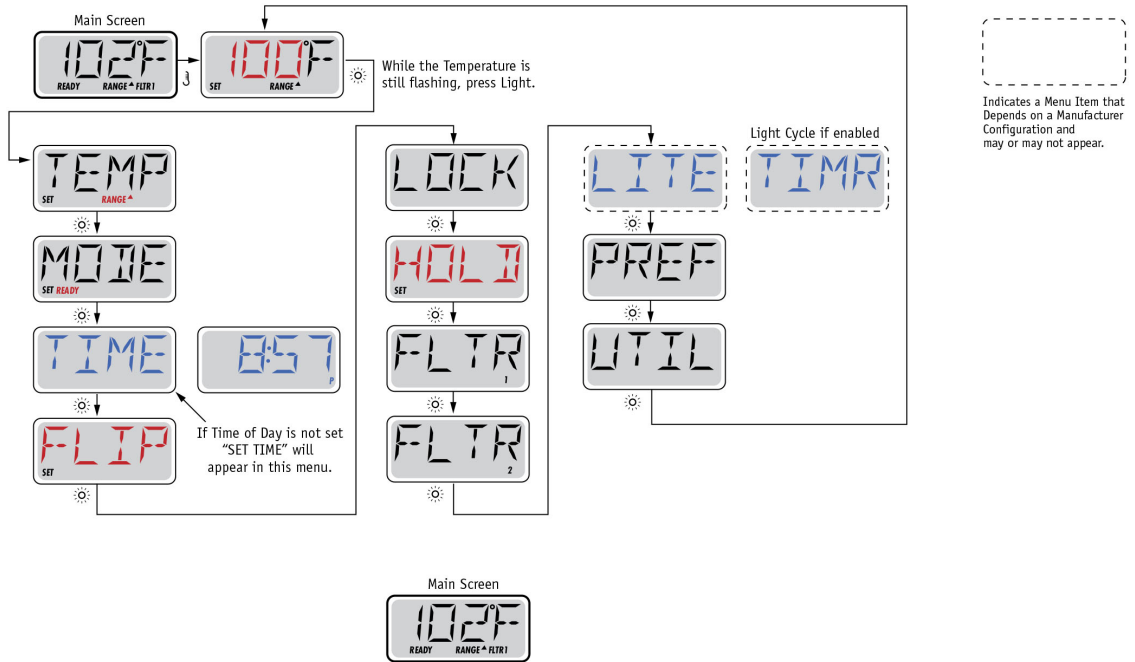 Main Screen
102°F
READY RANGE FLTR1
100°F
SET RANGE
While the Temperature is
still flashing, press Light.
Indicates a Menu Item that
Depends on a Manufacturer
Configuration and
may or may not appear.
TEMP
SET RANGE
MODE
SET READY
TIME
8:57
P
If Time of Day is not set
“SET TIME” will
appear in this menu.
FLIP
SET
LOCK
HOLD
SET
FLTR
1
FLTR
2
Light Cycle if enabled
LITE TIMR
PREF
UTIL
Main Screen
102°F
READY RANGE FLTR1